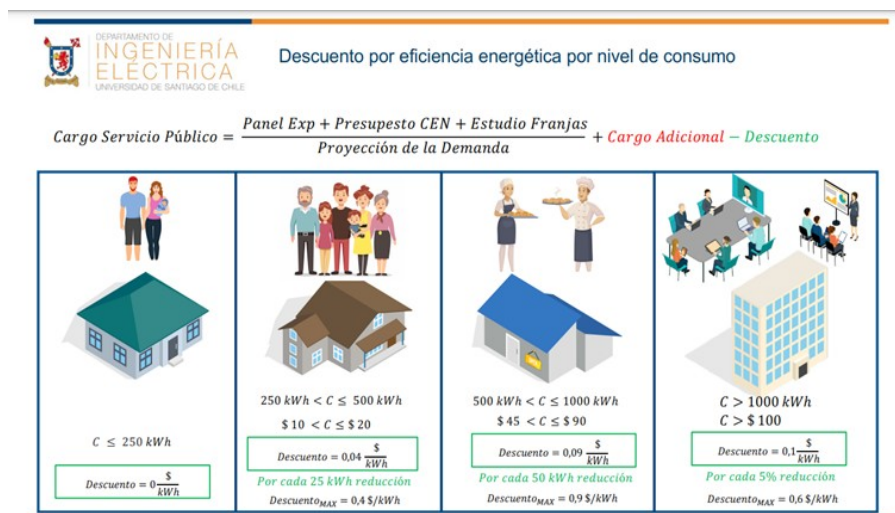 DEPARTAMENTO DE
INGENIERÍA
ELÉCTRICA
UNIVERSIDAD DE SANTIAGO DE CHILE
Descuento por eficiencia energética por nivel de consumo
Cargo Servicio Público = (Panel Exp + Presupesto CEN + Estudio Franjas) / Proyección de la Demanda + Cargo Adicional − Descuento
C ≤ 250 kWh
Descuento = 0 $/kWh
250 kWh < C ≤ 500 kWh
$ 10 < C ≤ $ 20
Descuento = 0,04 $/kWh
Por cada 25 kWh reducción
Descuento_MAX = 0,4 $/kWh
500 kWh < C ≤ 1000 kWh
$ 45 < C ≤ $ 90
Descuento = 0,09 $/kWh
Por cada 50 kWh reducción
Descuento_MAX = 0,9 $/kWh
C > 1000 kWh
C > $ 100
Descuento = 0,1 $/kWh
Por cada 5% reducción
Descuento_MAX = 0,6 $/kWh